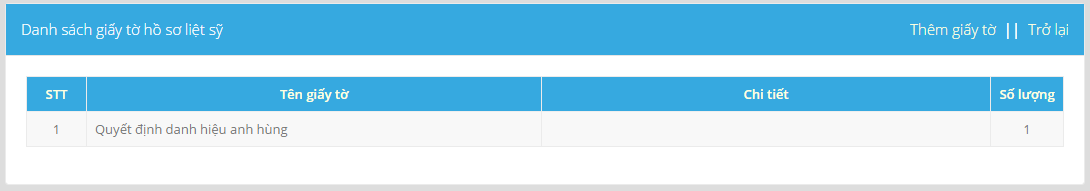 Danh sách giấy tờ hồ sơ liệt sỹ Thêm giấy tờ || Trở lại
STT Tên giấy tờ Chi tiết Số lượng
1 Quyết định danh hiệu anh hùng 1